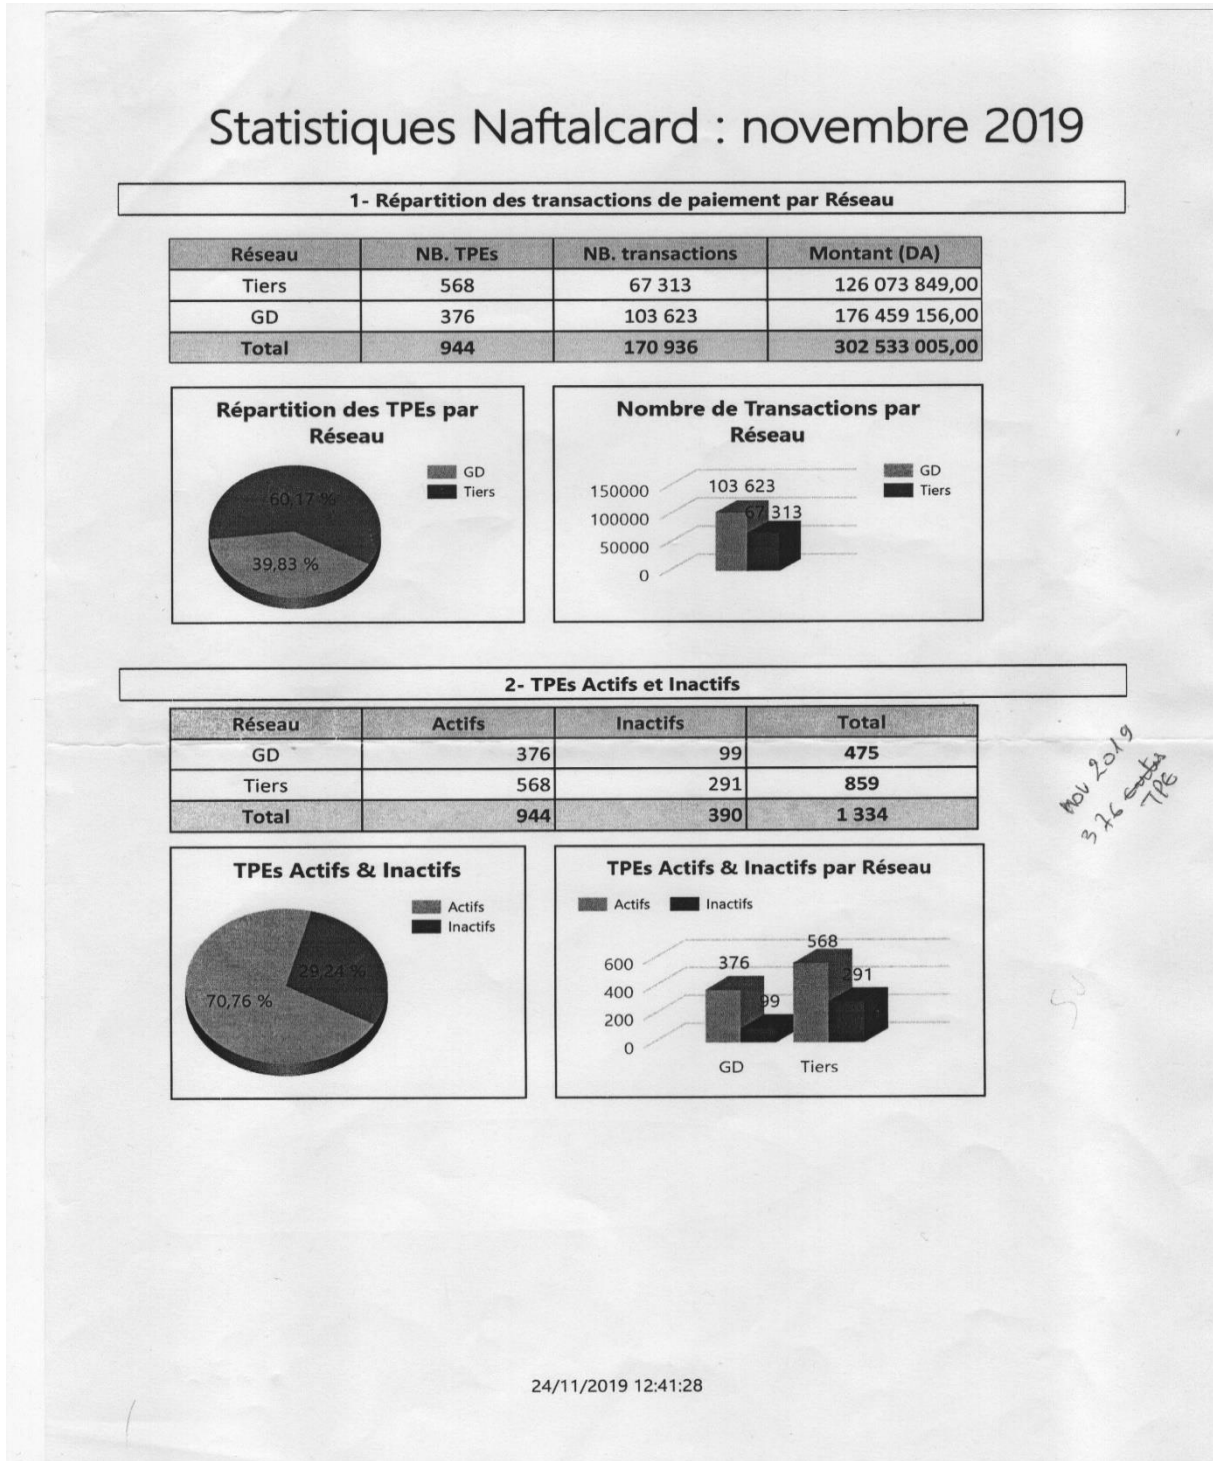 Statistiques Naftalcard : novembre 2019
1- Répartition des transactions de paiement par Réseau
Réseau NB. TPEs NB. transactions Montant (DA)
Tiers 568 67 313 126 073 849,00
GD 376 103 623 176 459 156,00
Total 944 170 936 302 533 005,00
Répartition des TPEs par
Réseau
GD
Tiers
60,17 %
39,83 %
Nombre de Transactions par
Réseau
GD
Tiers
150000
100000
50000
0
103 623
67 313
2- TPEs Actifs et Inactifs
Réseau Actifs Inactifs Total
GD 376 99 475
Tiers 568 291 859
Total 944 390 1 334
nov 2019
376
TPE
TPEs Actifs & Inactifs
Actifs
Inactifs
29,24 %
70,76 %
TPEs Actifs & Inactifs par Réseau
Actifs Inactifs
600
400
200
0
376
99
568
291
GD Tiers
24/11/2019 12:41:28